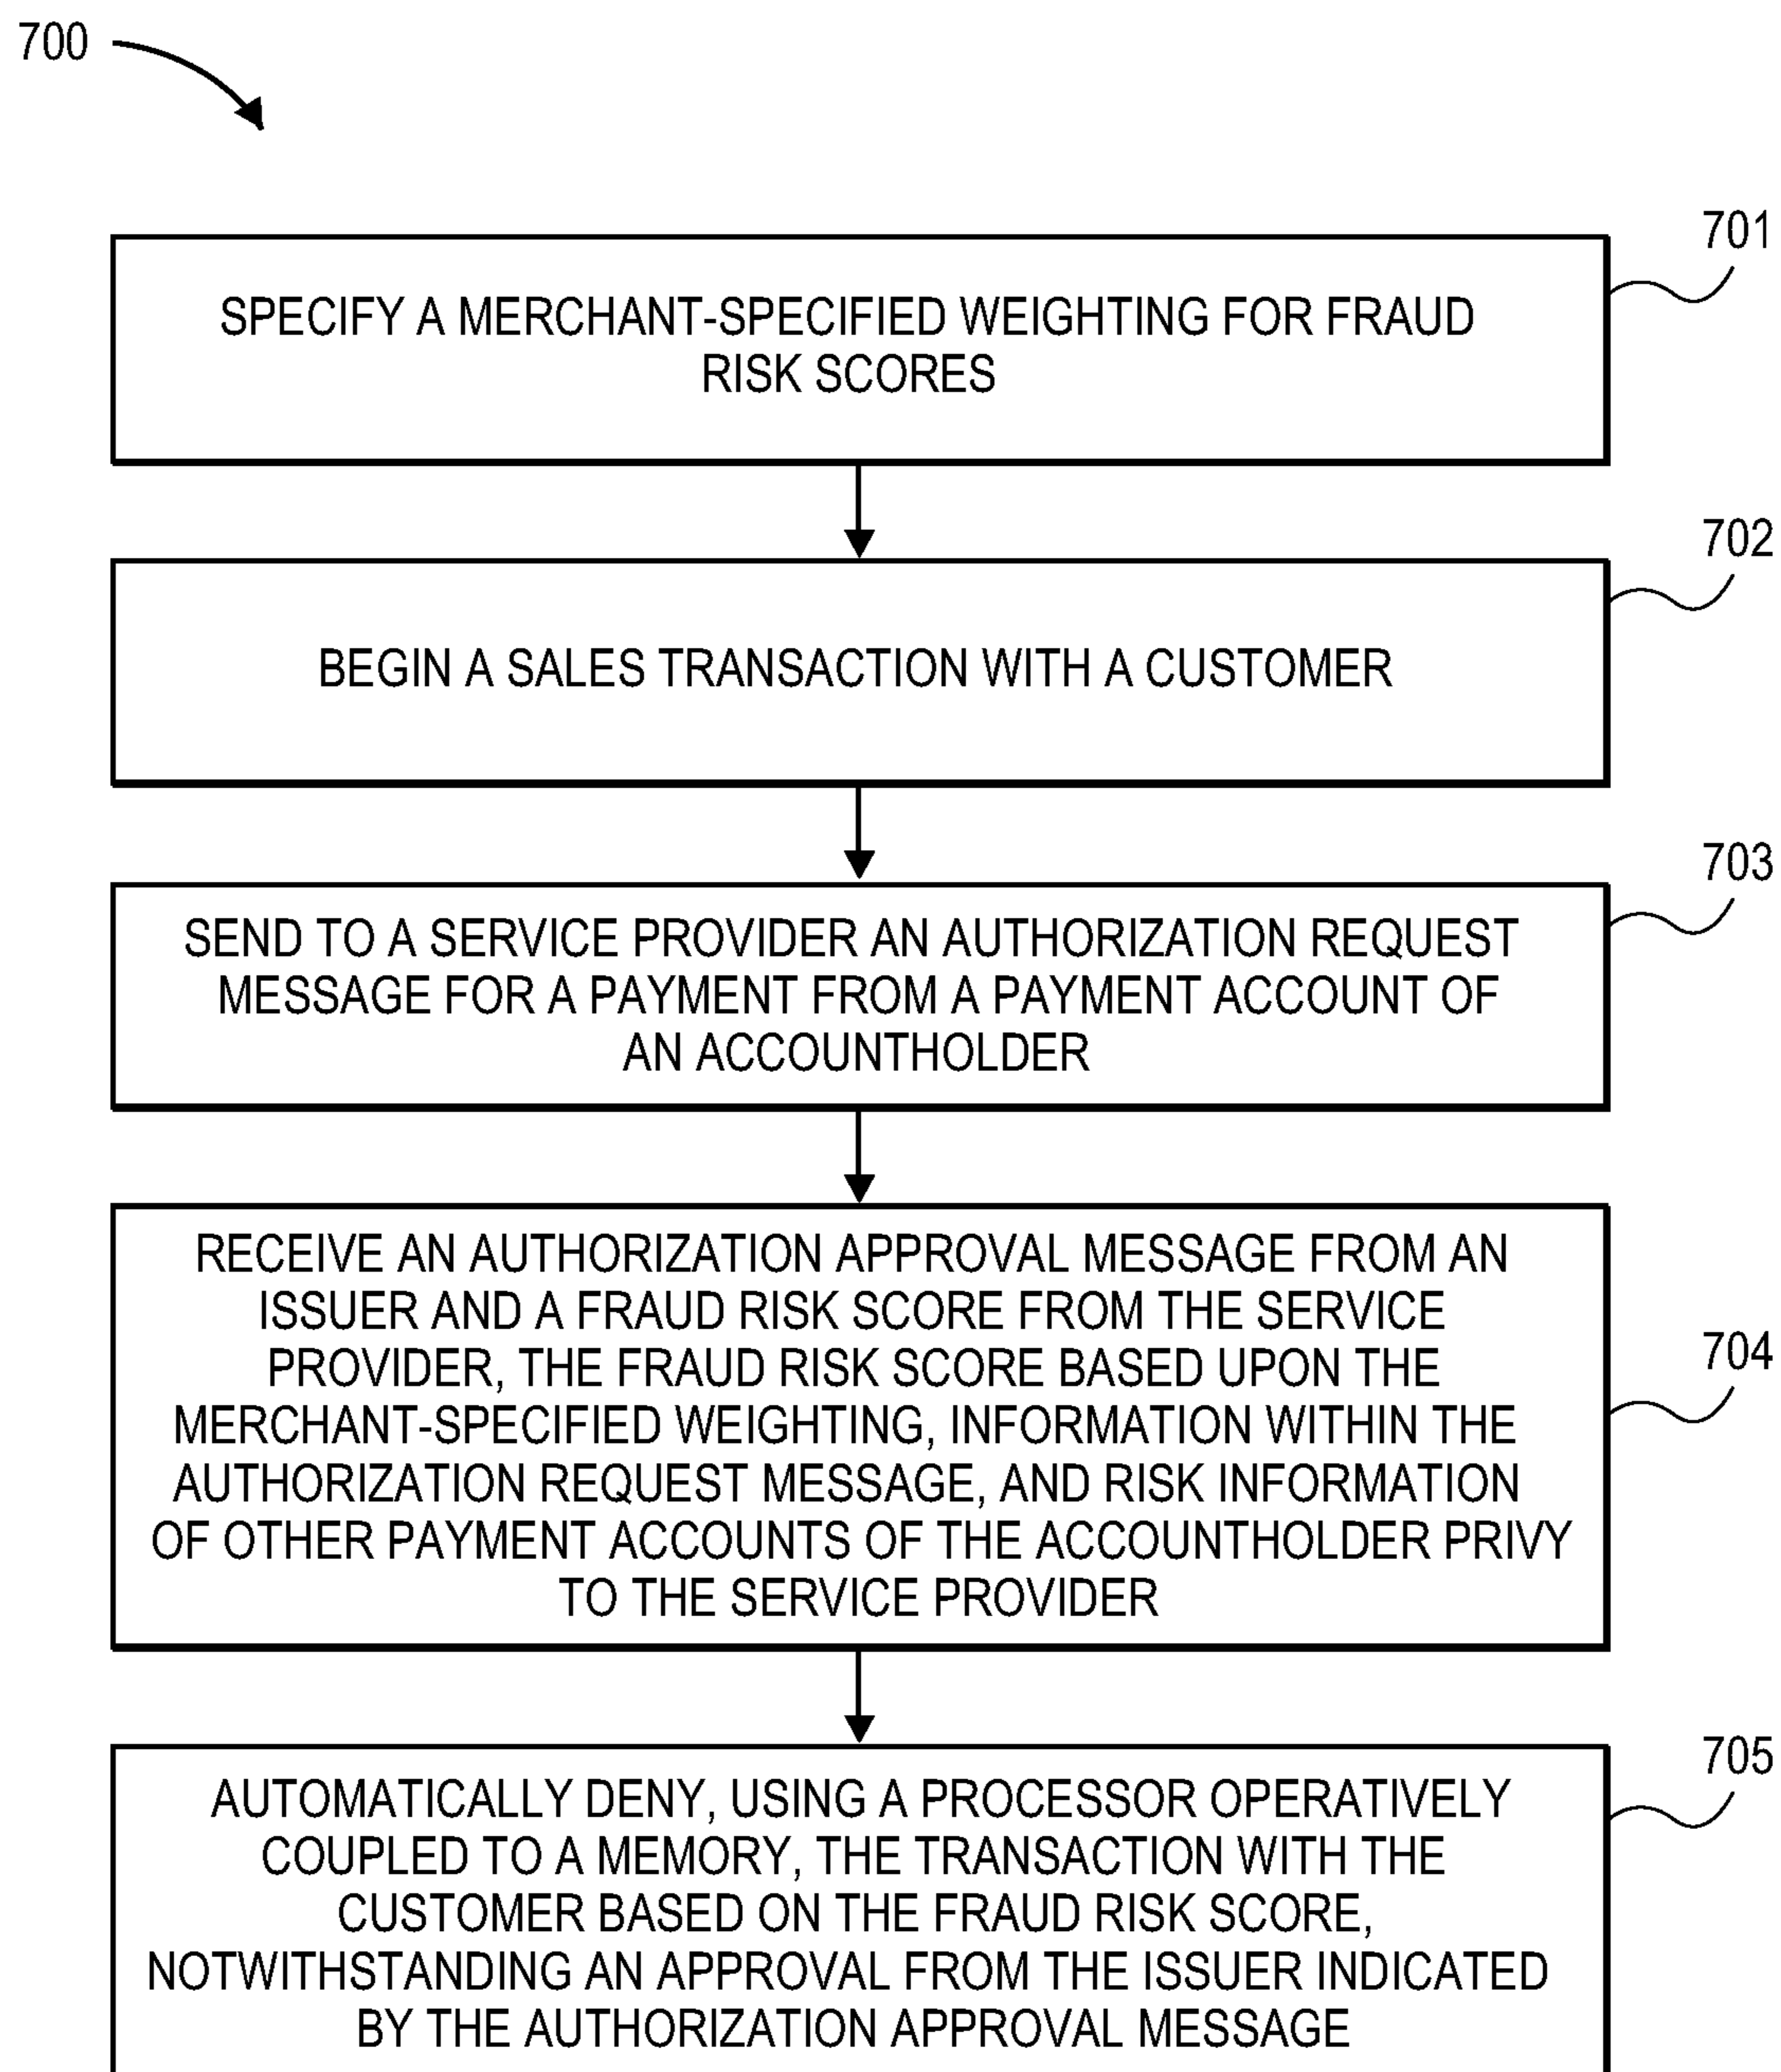 700
701
SPECIFY A MERCHANT-SPECIFIED WEIGHTING FOR FRAUD
RISK SCORES
702
BEGIN A SALES TRANSACTION WITH A CUSTOMER
703
SEND TO A SERVICE PROVIDER AN AUTHORIZATION REQUEST
MESSAGE FOR A PAYMENT FROM A PAYMENT ACCOUNT OF
AN ACCOUNTHOLDER
704
RECEIVE AN AUTHORIZATION APPROVAL MESSAGE FROM AN
ISSUER AND A FRAUD RISK SCORE FROM THE SERVICE
PROVIDER, THE FRAUD RISK SCORE BASED UPON THE
MERCHANT-SPECIFIED WEIGHTING, INFORMATION WITHIN THE
AUTHORIZATION REQUEST MESSAGE, AND RISK INFORMATION
OF OTHER PAYMENT ACCOUNTS OF THE ACCOUNTHOLDER PRIVY
TO THE SERVICE PROVIDER
705
AUTOMATICALLY DENY, USING A PROCESSOR OPERATIVELY
COUPLED TO A MEMORY, THE TRANSACTION WITH THE
CUSTOMER BASED ON THE FRAUD RISK SCORE,
NOTWITHSTANDING AN APPROVAL FROM THE ISSUER INDICATED
BY THE AUTHORIZATION APPROVAL MESSAGE